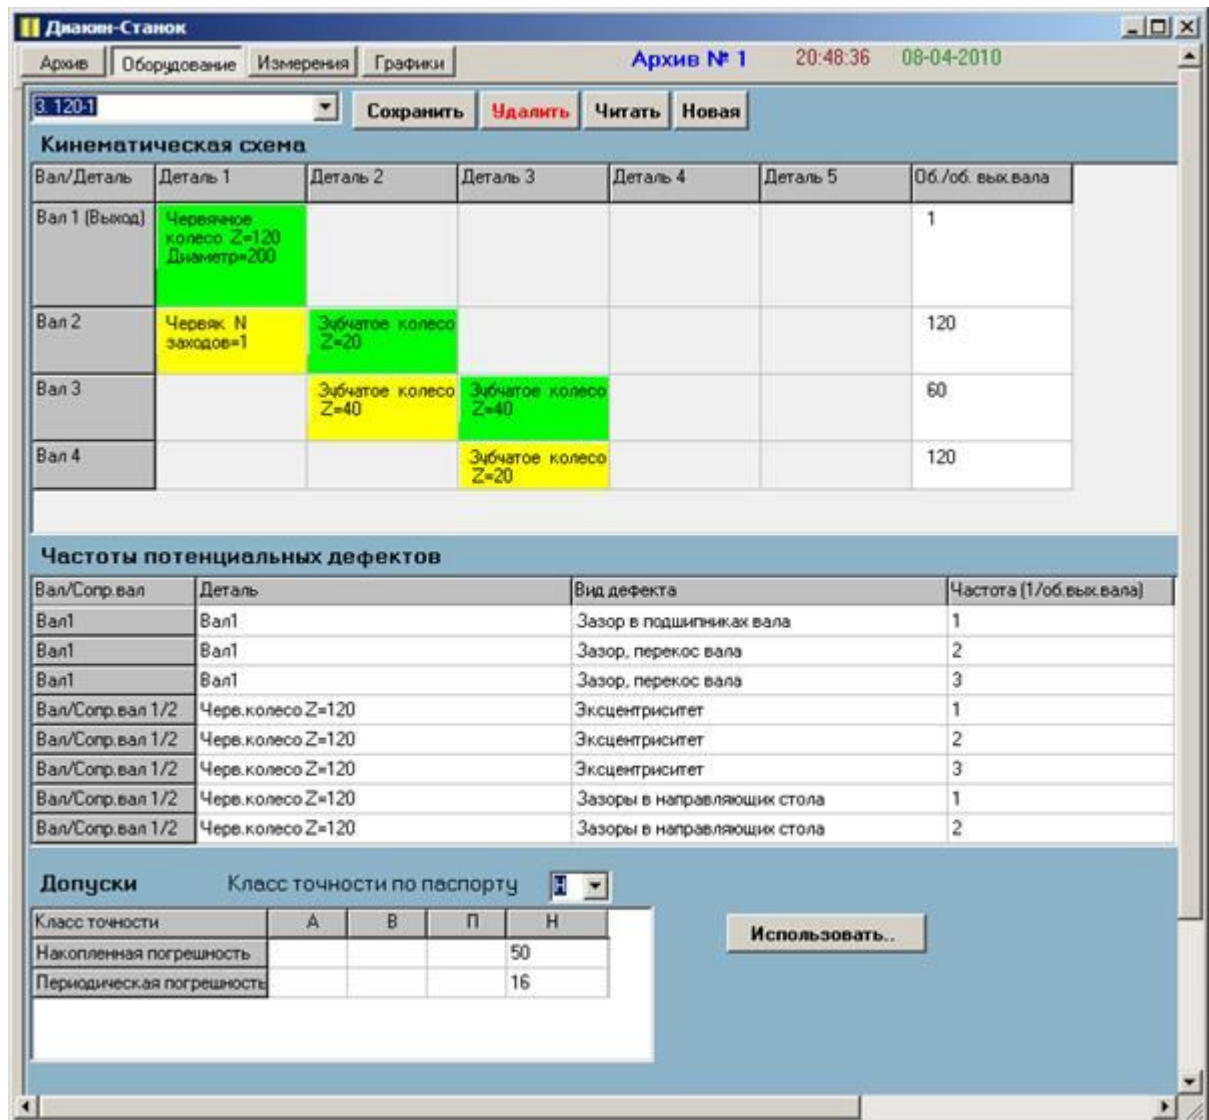 Диакин-Станок
Архив Оборудование Измерения Графики Архив № 1 20:48:36 08-04-2010
3. 120-1 Сохранить Удалить Читать Новая
Кинематическая схема
Вал/Деталь Деталь 1 Деталь 2 Деталь 3 Деталь 4 Деталь 5 Об./об. вых.вала
Вал 1 (Выход) Червячное 1
колесо Z=120
Диаметр=200
Вал 2 Червяк N Зубчатое колесо 120
заходов=1 Z=20
Вал 3 Зубчатое колесо Зубчатое колесо 60
Z=40 Z=40
Вал 4 Зубчатое колесо 120
Z=20
Частоты потенциальных дефектов
Вал/Сопр.вал Деталь Вид дефекта Частота (1/об.вых.вала)
Вал1 Вал1 Зазор в подшипниках вала 1
Вал1 Вал1 Зазор, перекос вала 2
Вал1 Вал1 Зазор, перекос вала 3
Вал/Сопр.вал 1/2 Черв.колесо Z=120 Эксцентриситет 1
Вал/Сопр.вал 1/2 Черв.колесо Z=120 Эксцентриситет 2
Вал/Сопр.вал 1/2 Черв.колесо Z=120 Эксцентриситет 3
Вал/Сопр.вал 1/2 Черв.колесо Z=120 Зазоры в направляющих стола 1
Вал/Сопр.вал 1/2 Черв.колесо Z=120 Зазоры в направляющих стола 2
Допуски Класс точности по паспорту Н
Класс точности А В П Н
Использовать..
Накопленная погрешность 50
Периодическая погрешность 16